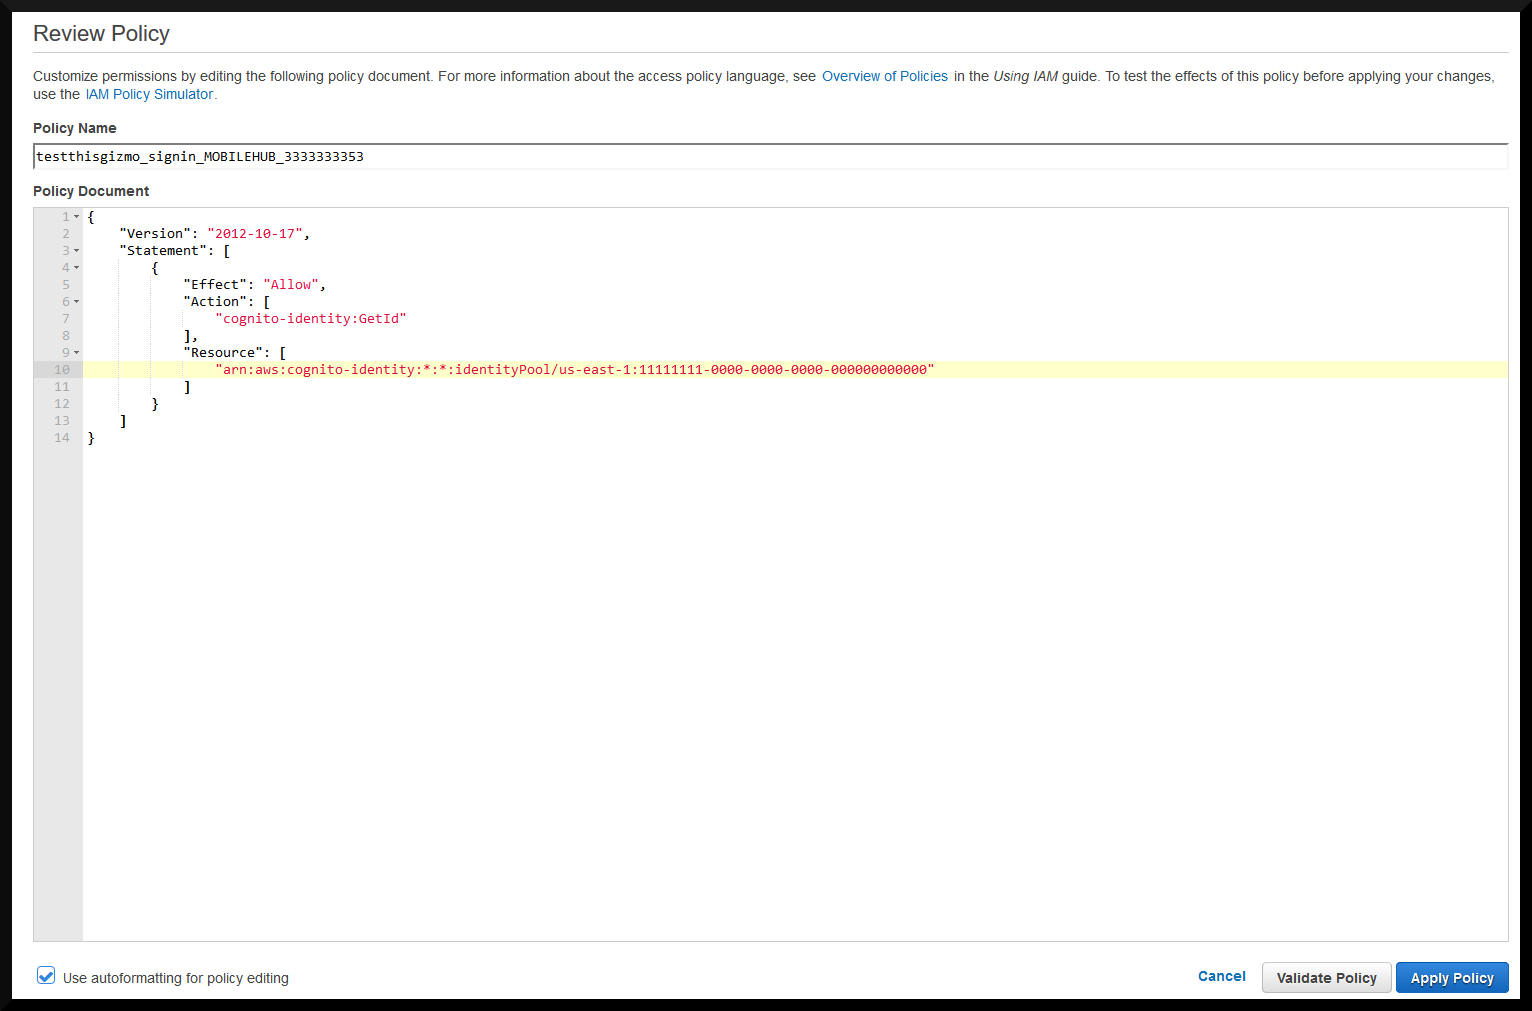 Review Policy
Customize permissions by editing the following policy document. For more information about the access policy language, see Overview of Policies in the Using IAM guide. To test the effects of this policy before applying your changes,
use the IAM Policy Simulator.
Policy Name
testthisgizmo_signin_MOBILEHUB_3333333353
Policy Document
1 {
2     "Version": "2012-10-17",
3     "Statement": [
4         {
5             "Effect": "Allow",
6             "Action": [
7                 "cognito-identity:GetId"
8             ],
9             "Resource": [
10                 "arn:aws:cognito-identity:*:*:identityPool/us-east-1:11111111-0000-0000-0000-000000000000"
11             ]
12         }
13     ]
14 }
Use autoformatting for policy editing
Cancel
Validate Policy
Apply Policy